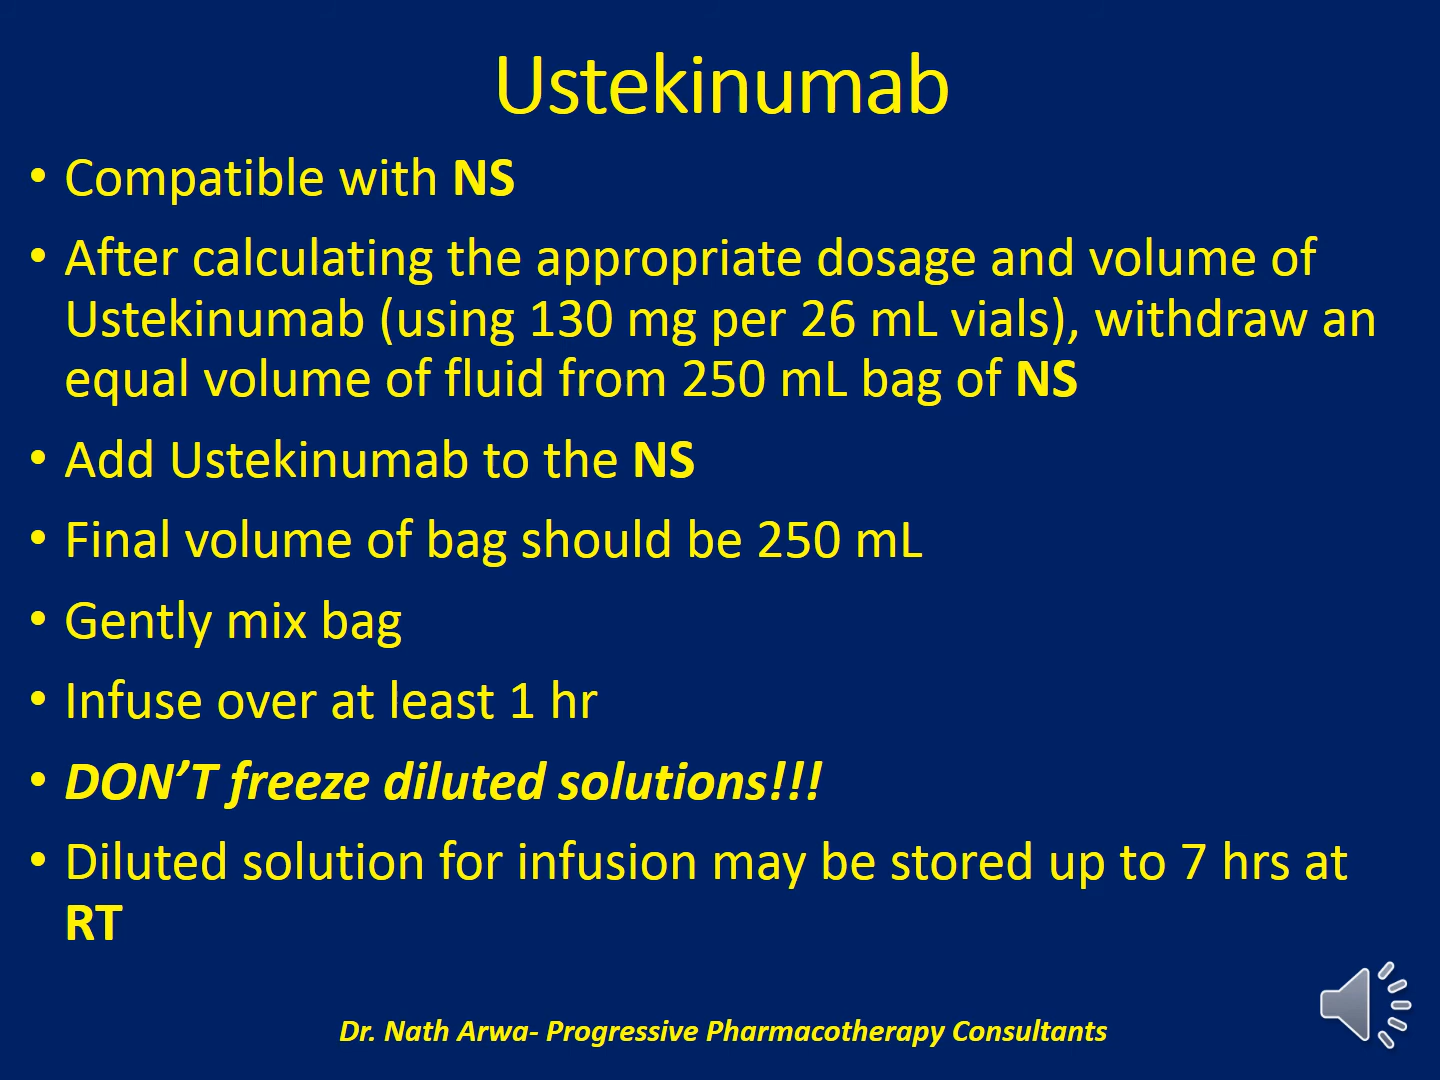 Ustekinumab
• Compatible with NS
• After calculating the appropriate dosage and volume of
Ustekinumab (using 130 mg per 26 mL vials), withdraw an
equal volume of fluid from 250 mL bag of NS
• Add Ustekinumab to the NS
• Final volume of bag should be 250 mL
• Gently mix bag
• Infuse over at least 1 hr
• DON’T freeze diluted solutions!!!
• Diluted solution for infusion may be stored up to 7 hrs at
RT
Dr. Nath Arwa- Progressive Pharmacotherapy Consultants